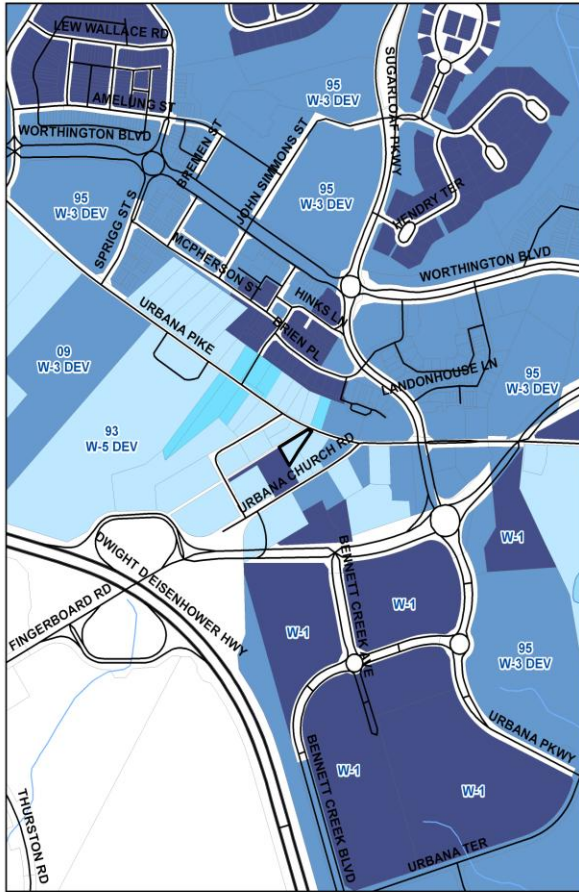 LEW WALLACE RD
AMELUNG ST
WORTHINGTON BLVD
BREMEN ST
JOHN SIMMONS ST
95
W-3 DEV
SUGARLOAF PKWY
95
W-3 DEV
SPRIGG ST S
95
W-3 DEV
HENDRY TER
MCPHERSON ST
WORTHINGTON BLVD
HINKS LN
URBANA PIKE
BRIEN PL
LANDONHOUSE LN
09
W-3 DEV
95
W-3 DEV
93
W-5 DEV
URBANA CHURCH RD
W-1
DWIGHT D EISENHOWER HWY
BENNETT CREEK AVE
FINGERBOARD RD
W-1
W-1
95
W-3 DEV
URBANA PKWY
W-1
W-1
BENNETT CREEK BLVD
THURSTON RD
URBANA TER